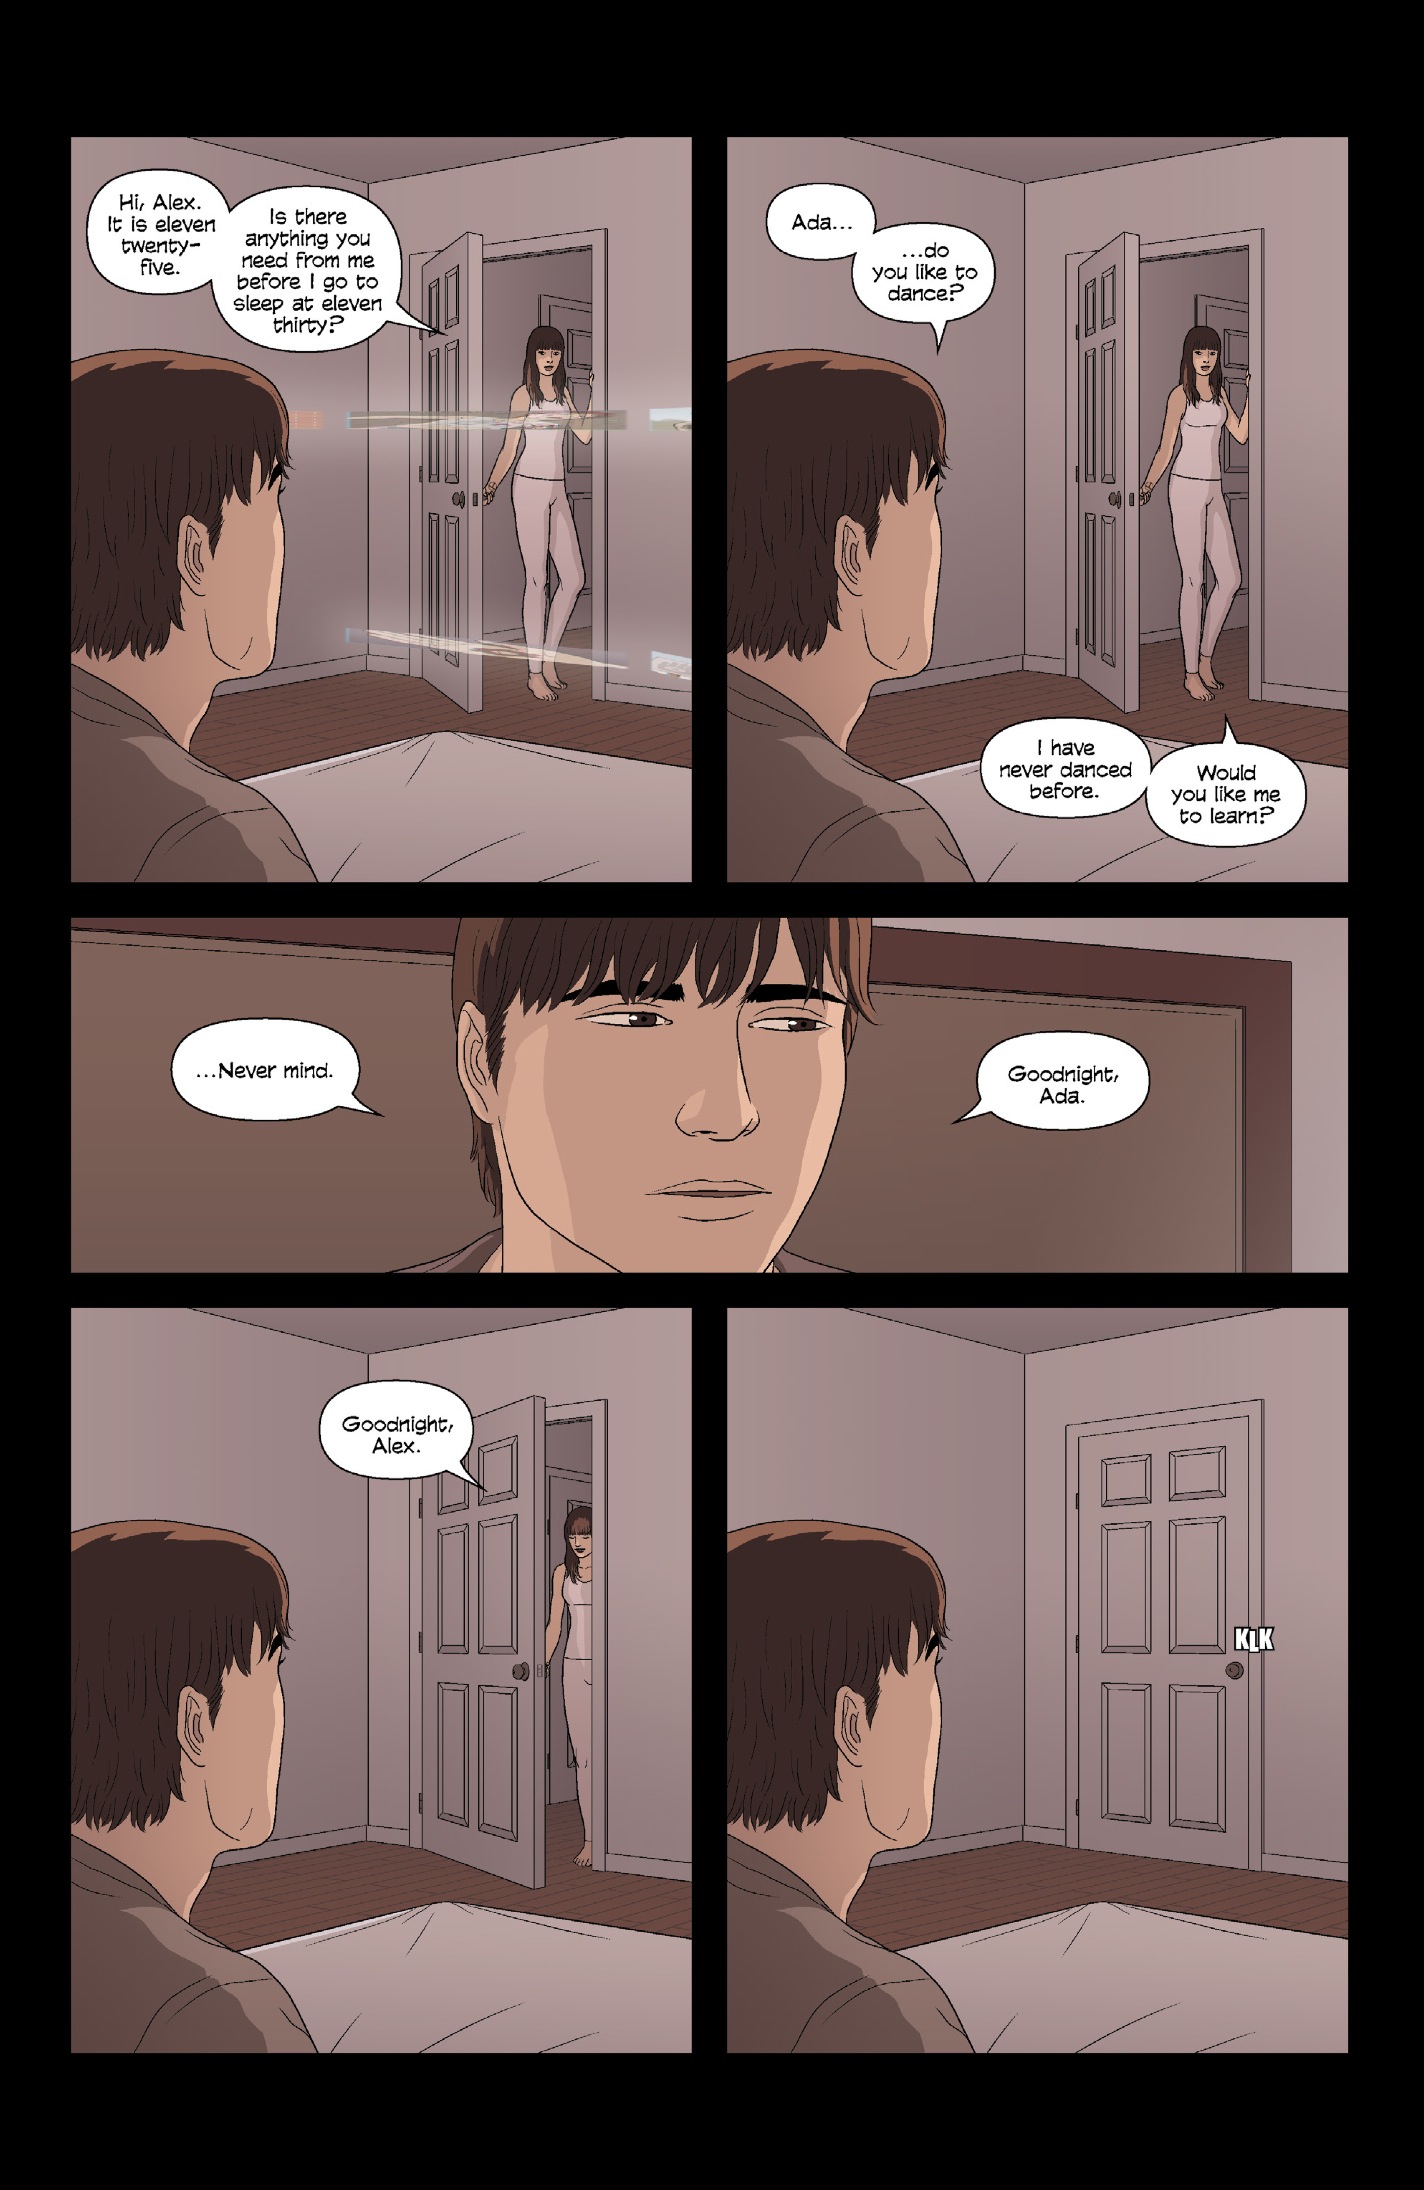 Hi, Alex.
It is eleven
twenty-
five.
Is there
anything you
need from me
before I go to
sleep at eleven
thirty?
Ada...
...do
you like to
dance?
I have
never danced
before.
Would
you like me
to learn?
...Never mind.
Goodnight,
Ada.
Goodnight,
Alex.
KLK